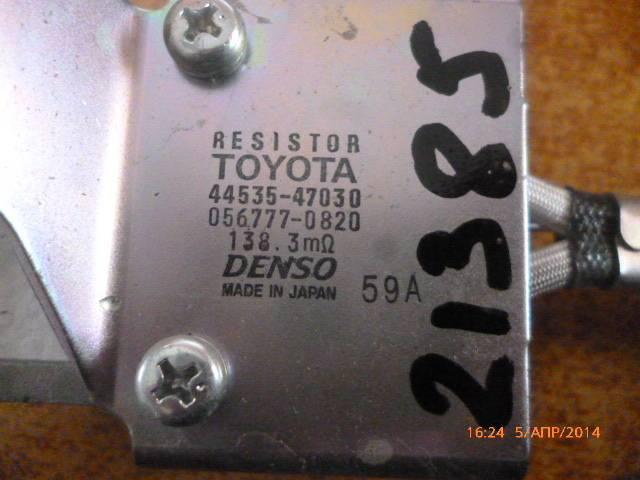 RESISTOR
TOYOTA
44535-47030
056777-0820
138.3mΩ
DENSO
MADE IN JAPAN
59A
21385
16:24 5/АПР/2014